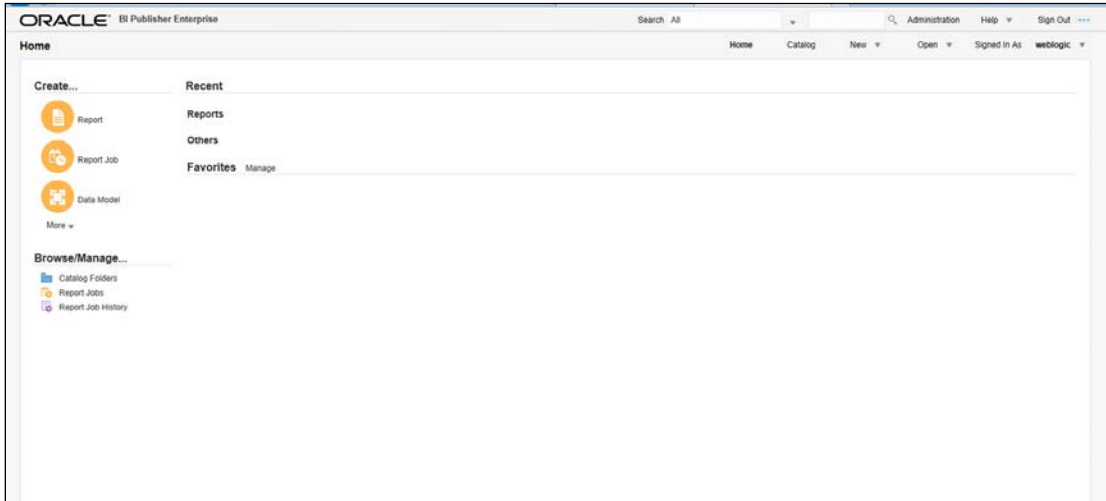 ORACLE BI Publisher Enterprise Search All Administration Help Sign Out
Home Home Catalog New Open Signed In As weblogic
Create...
Report
Report Job
Data Model
More
Browse/Manage...
Catalog Folders
Report Jobs
Report Job History
Recent
Reports
Others
Favorites Manage